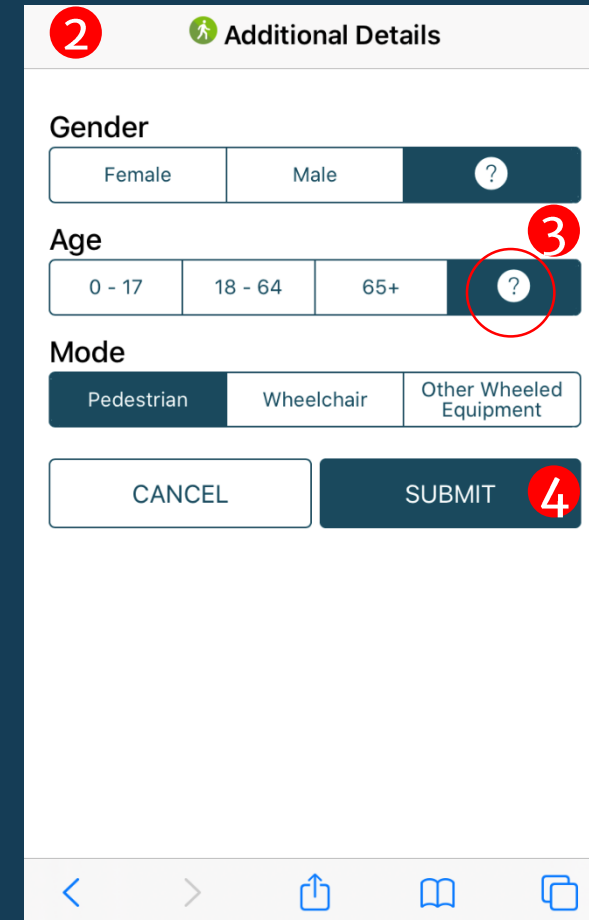 2 Additional Details
Gender
Female Male ?
3
Age
0 - 17 18 - 64 65+ ?
Mode
Pedestrian Wheelchair Other Wheeled
Equipment
CANCEL SUBMIT 4